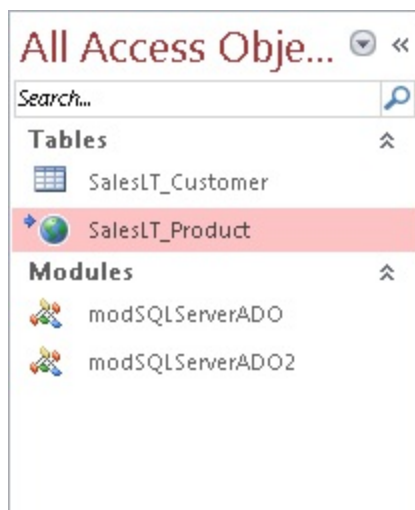 All Access Obje...
Search...
Tables
SalesLT_Customer
SalesLT_Product
Modules
modSQLServerADO
modSQLServerADO2